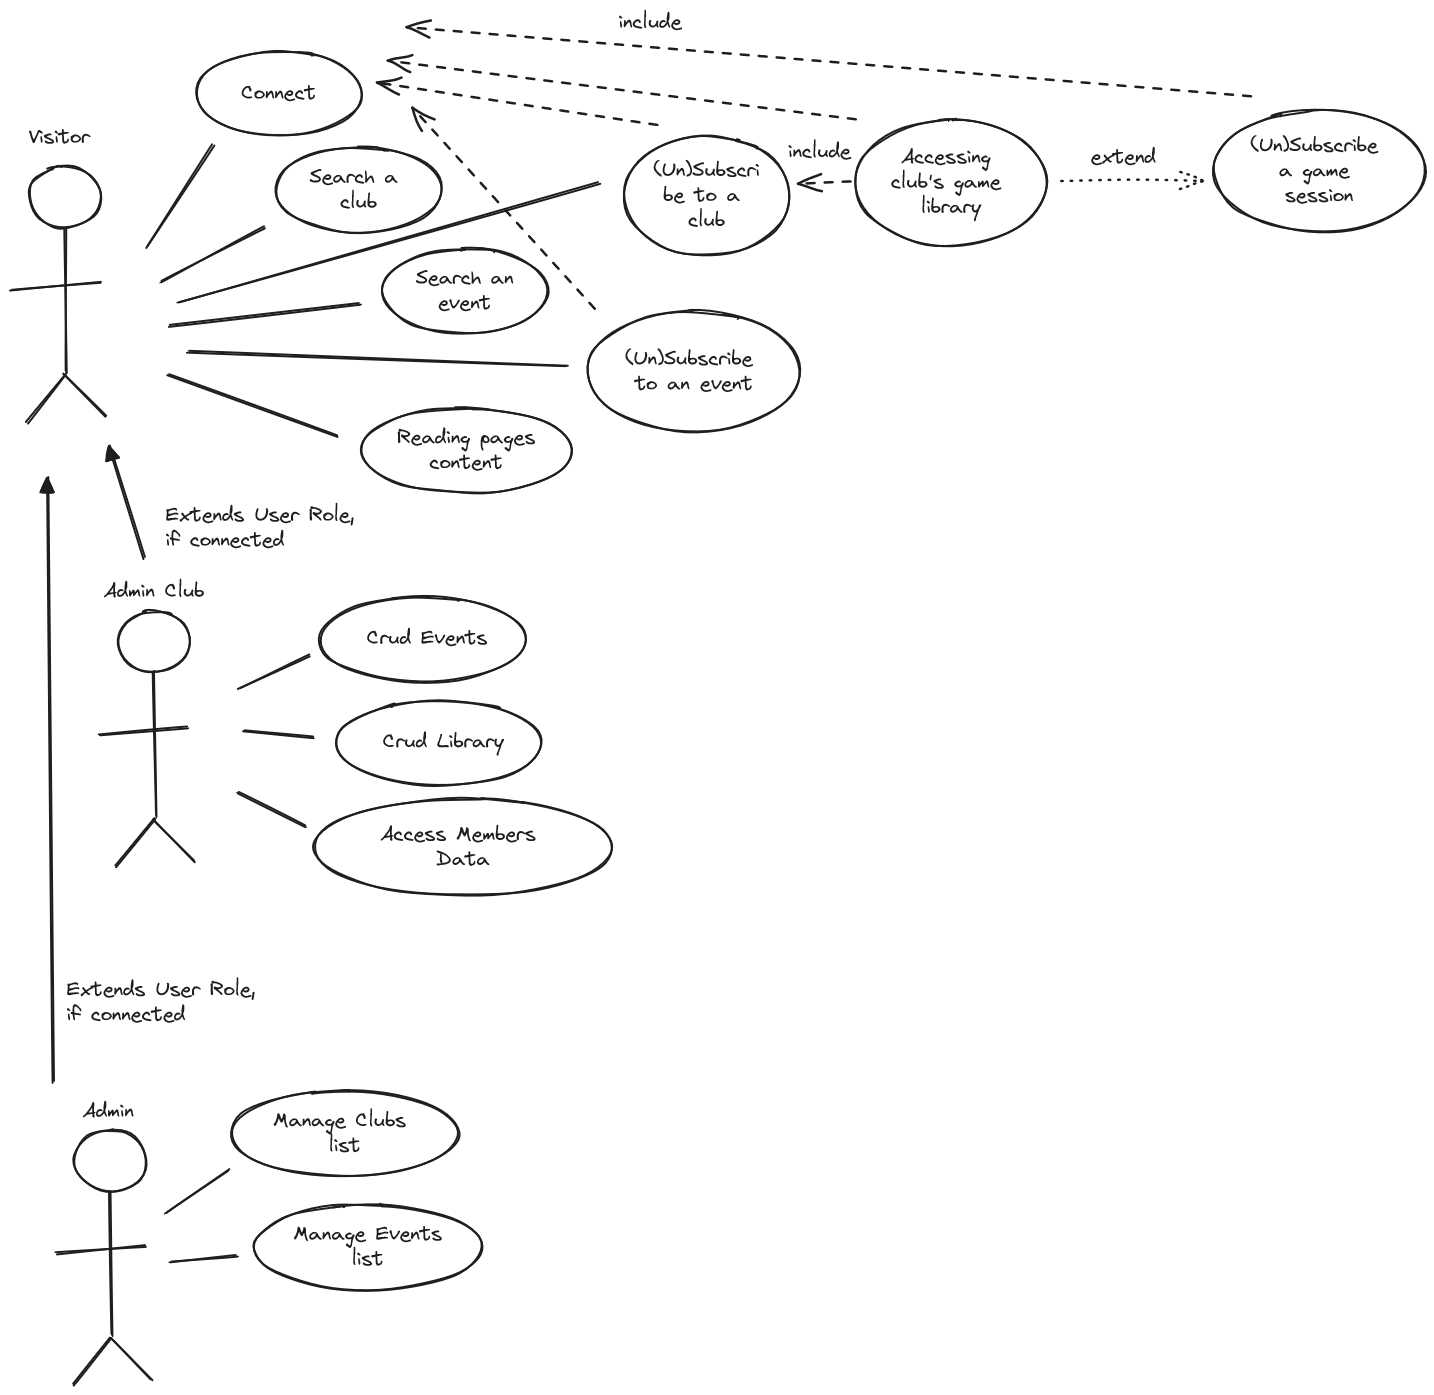 include
Connect
Visitor
Search a
club
(Un)Subscri
be to a
club
include
Accessing
club's game
library
extend
(Un)Subscribe
a game
session
Search an
event
(Un)Subscribe
to an event
Reading pages
content
Extends User Role,
if connected
Admin Club
Crud Events
Crud Library
Access Members
Data
Extends User Role,
if connected
Admin
Manage Clubs
list
Manage Events
list